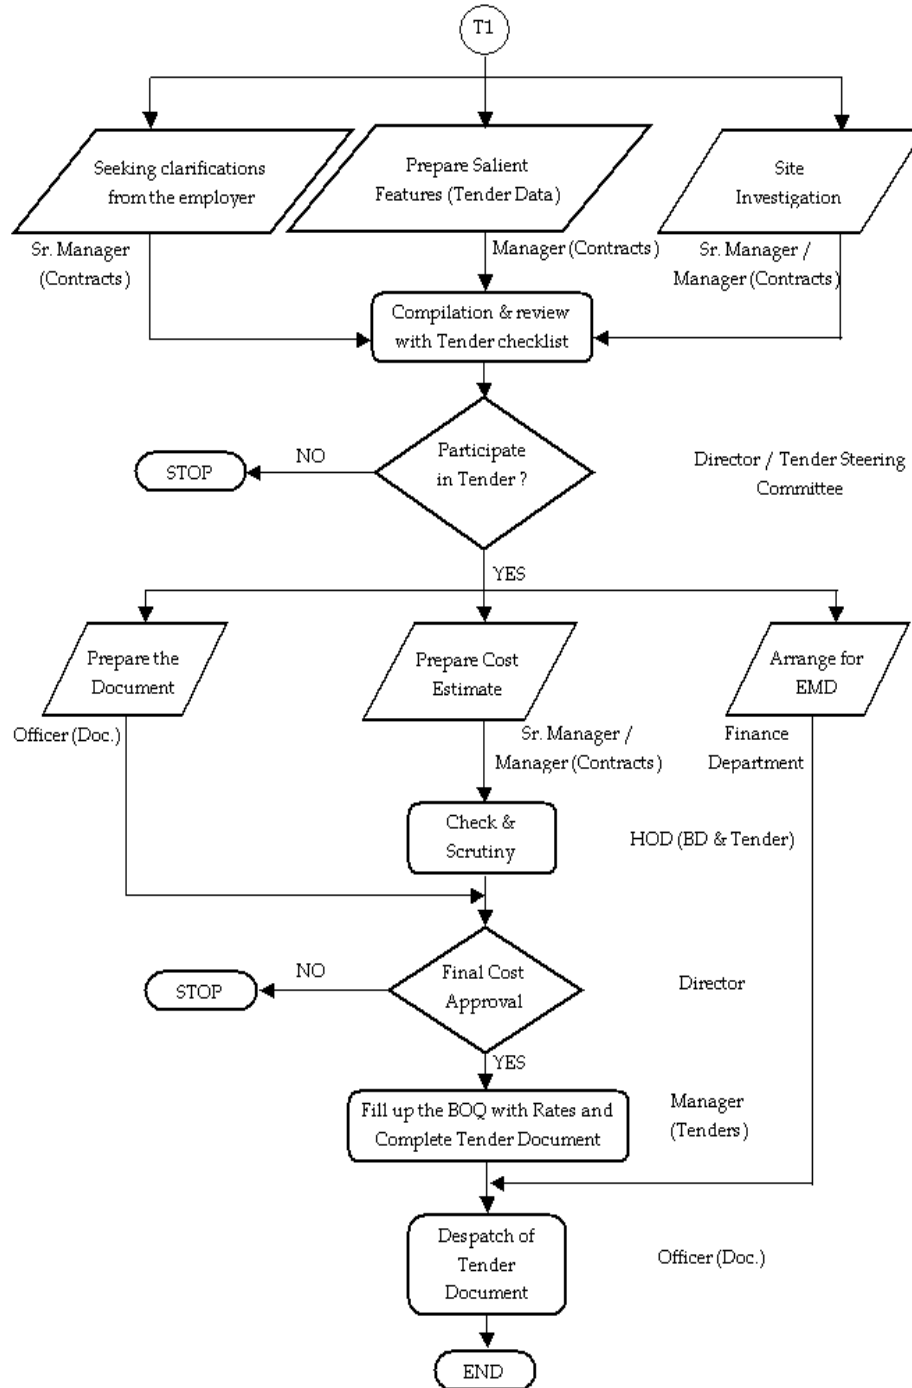 T1
Seeking clarifications
from the employer
Prepare Salient
Features (Tender Data)
Site
Investigation
Sr. Manager
(Contracts)
Manager (Contracts)
Sr. Manager /
Manager (Contracts)
Compilation & review
with Tender checklist
Participate
in Tender ?
NO
STOP
Director / Tender Steering
Committee
YES
Prepare the
Document
Prepare Cost
Estimate
Arrange for
EMD
Officer (Doc.)
Sr. Manager /
Manager (Contracts)
Finance
Department
Check &
Scrutiny
HOD (BD & Tender)
Final Cost
Approval
NO
STOP
Director
YES
Fill up the BOQ with Rates and
Complete Tender Document
Manager
(Tenders)
Despatch of
Tender
Document
Officer (Doc.)
END